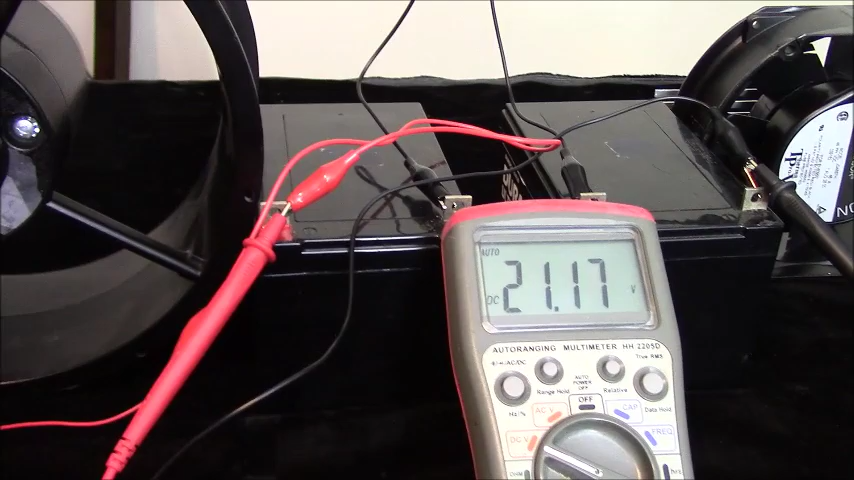 AUTO
DC 21.17 V
AUTORANGING MULTIMETER HH 2205D
True RMS
Range Hold
AUTO
POWER
OFF
Relative
Hz/%
Data Hold
OFF
AC V
CAP
DC V
FREQ